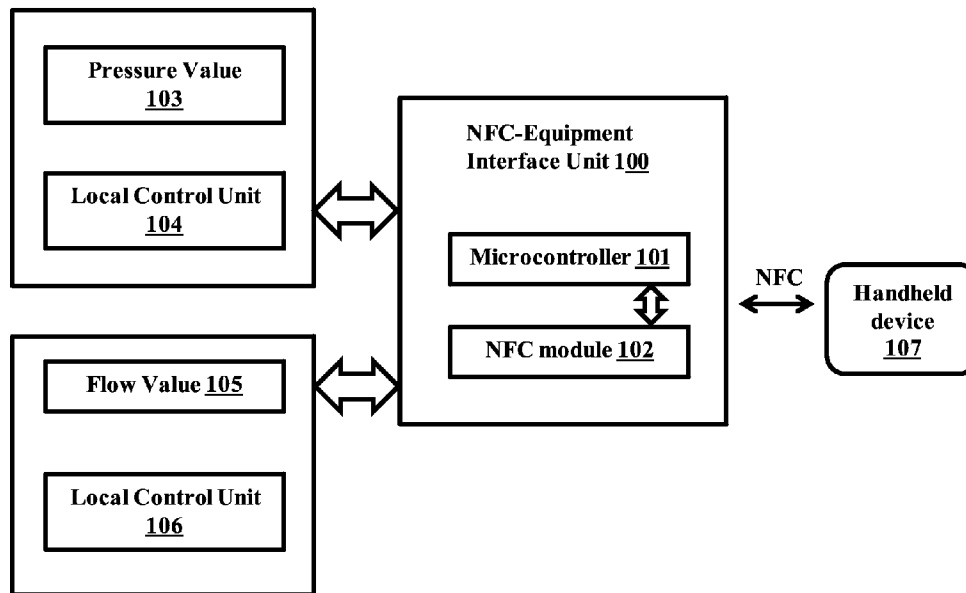 Pressure Value
103
Local Control Unit
104
Flow Value 105
Local Control Unit
106
NFC-Equipment
Interface Unit 100
Microcontroller 101
NFC module 102
NFC
Handheld
device
107